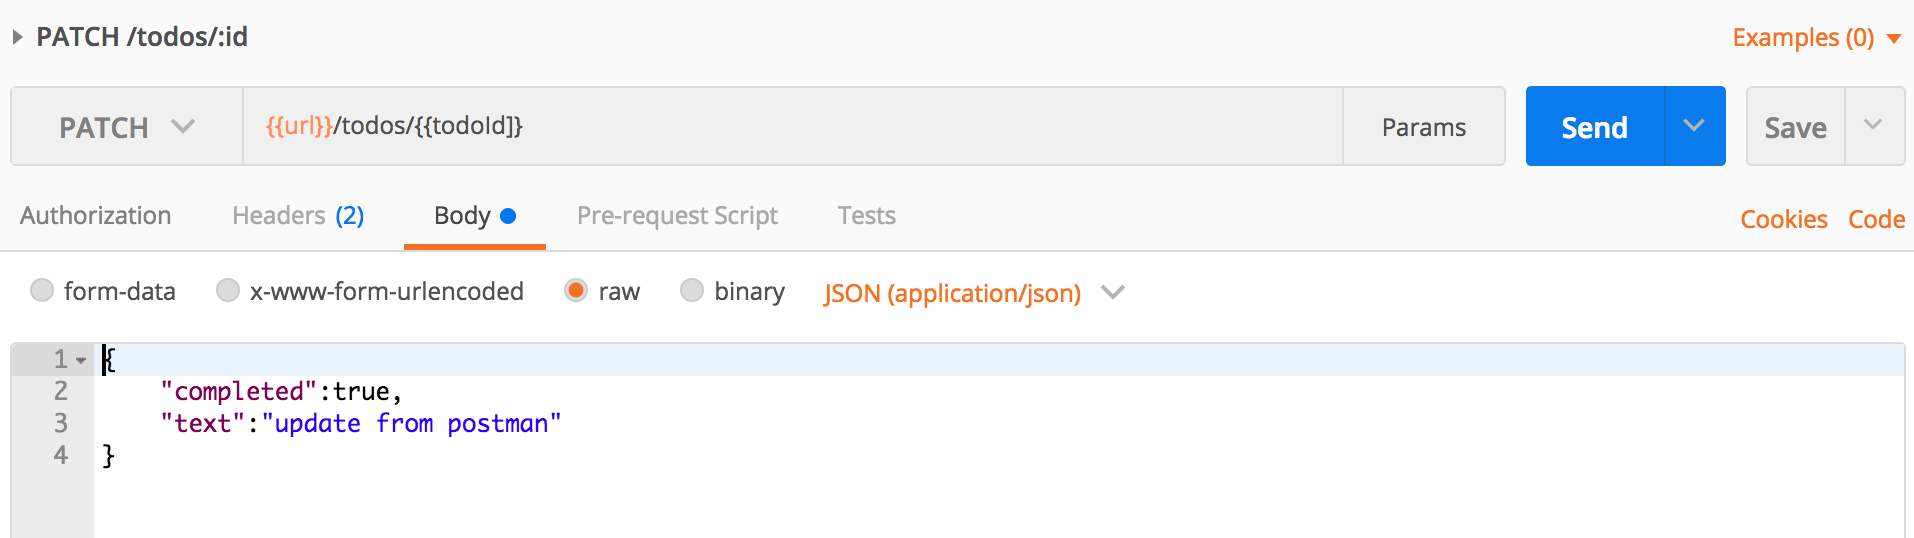 PATCH /todos/:id
Examples (0)
PATCH
{{url}}/todos/{{todoId]}
Params
Send
Save
Authorization Headers (2) Body Pre-request Script Tests Cookies Code
form-data x-www-form-urlencoded raw binary JSON (application/json)
1 {
2 "completed":true,
3 "text":"update from postman"
4 }